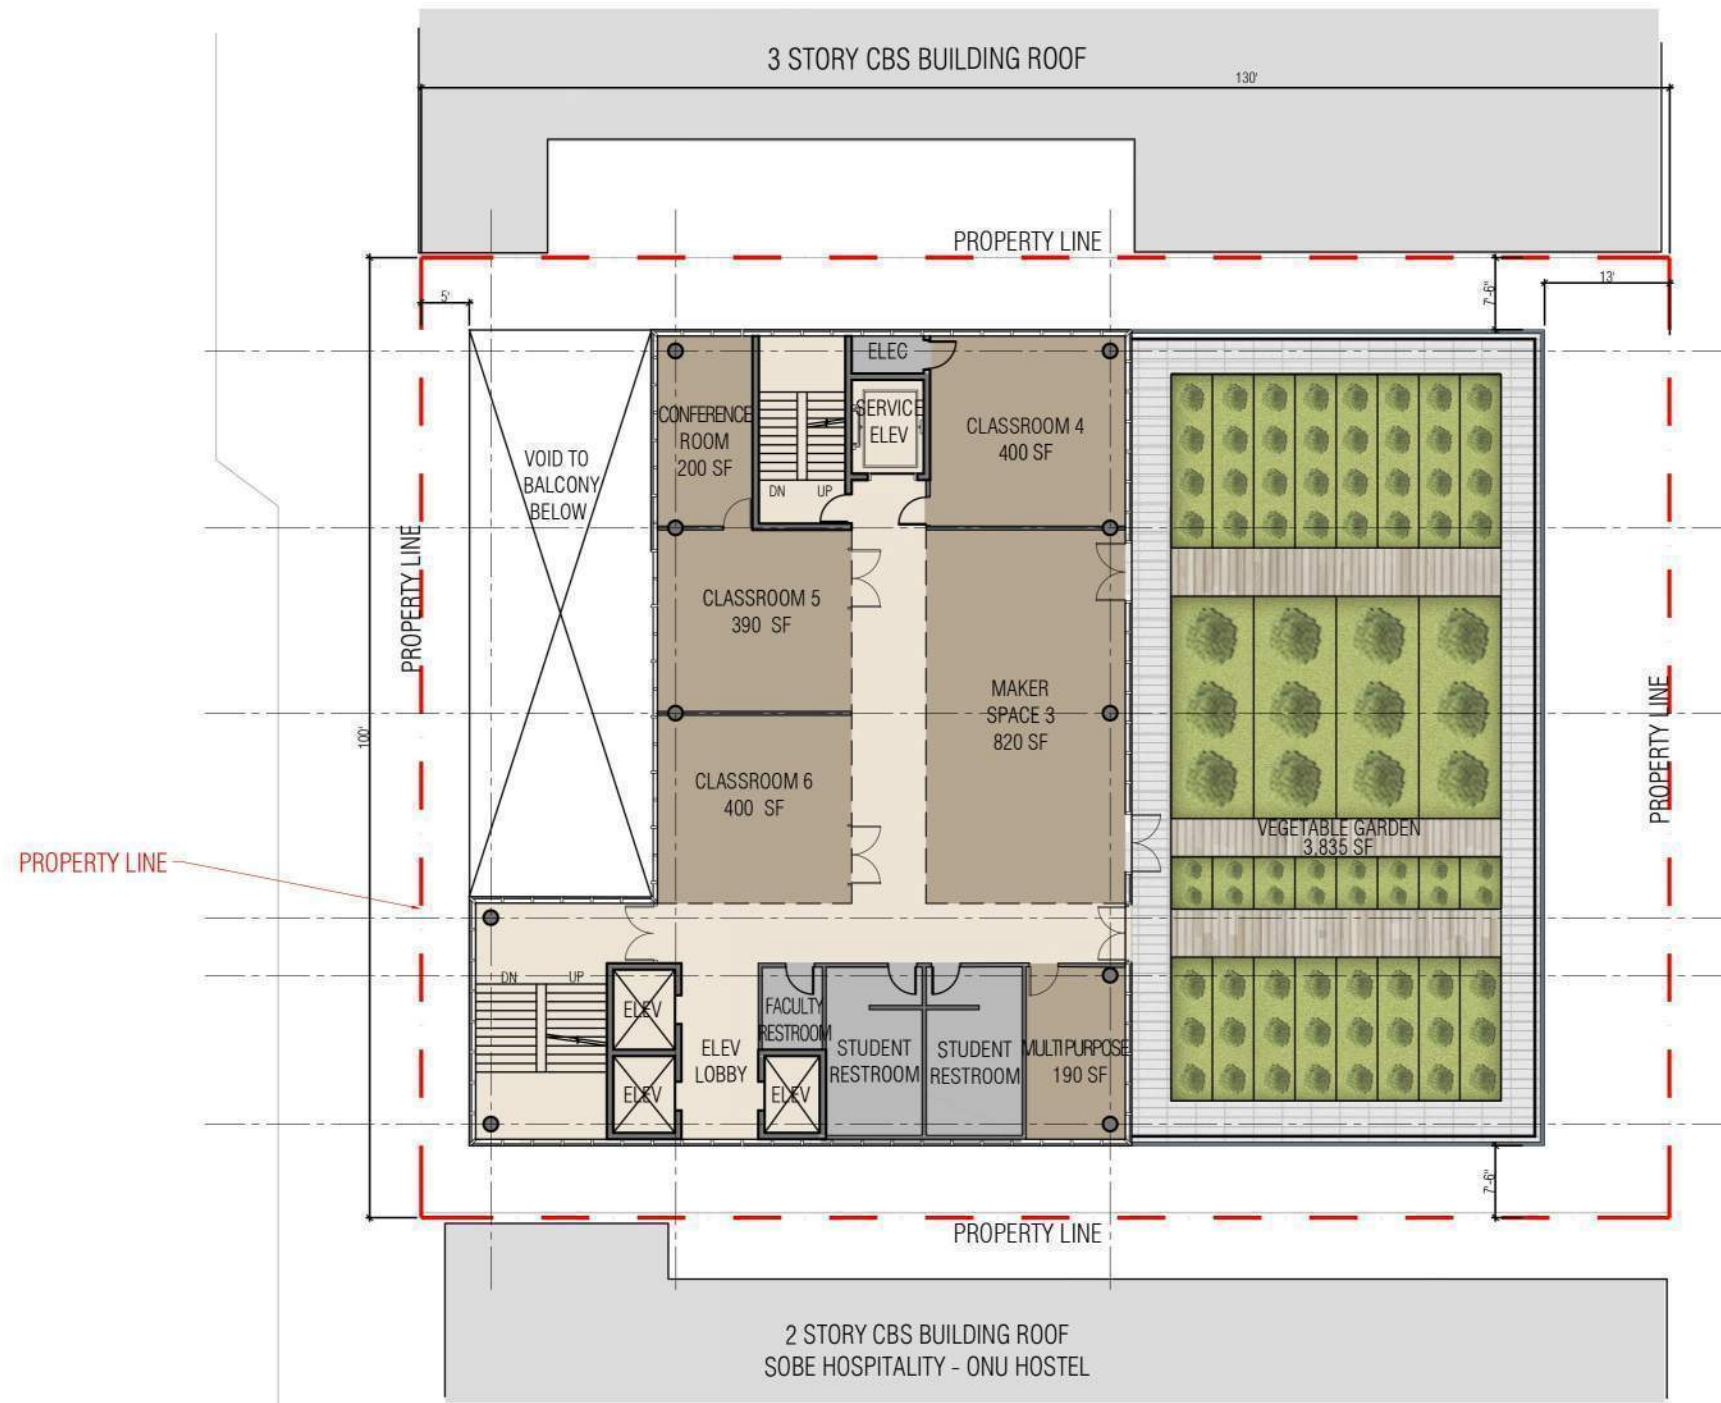 3 STORY CBS BUILDING ROOF
130'
PROPERTY LINE
5'
7'-6"
13'
ELEC
CONFERENCE
ROOM
200 SF
SERVICE
ELEV
CLASSROOM 4
400 SF
VOID TO
BALCONY
BELOW
DN
UP
PROPERTY LINE
CLASSROOM 5
390 SF
MAKER
SPACE 3
820 SF
100'
PROPERTY LINE
CLASSROOM 6
400 SF
VEGETABLE GARDEN
3,835 SF
PROPERTY LINE
DN
UP
ELEV
FACULTY
RESTROOM
ELEV
LOBBY
STUDENT
RESTROOM
STUDENT
RESTROOM
MULTIPURPOSE
190 SF
ELEV
ELEV
7'-6"
PROPERTY LINE
2 STORY CBS BUILDING ROOF
SOBE HOSPITALITY - ONU HOSTEL